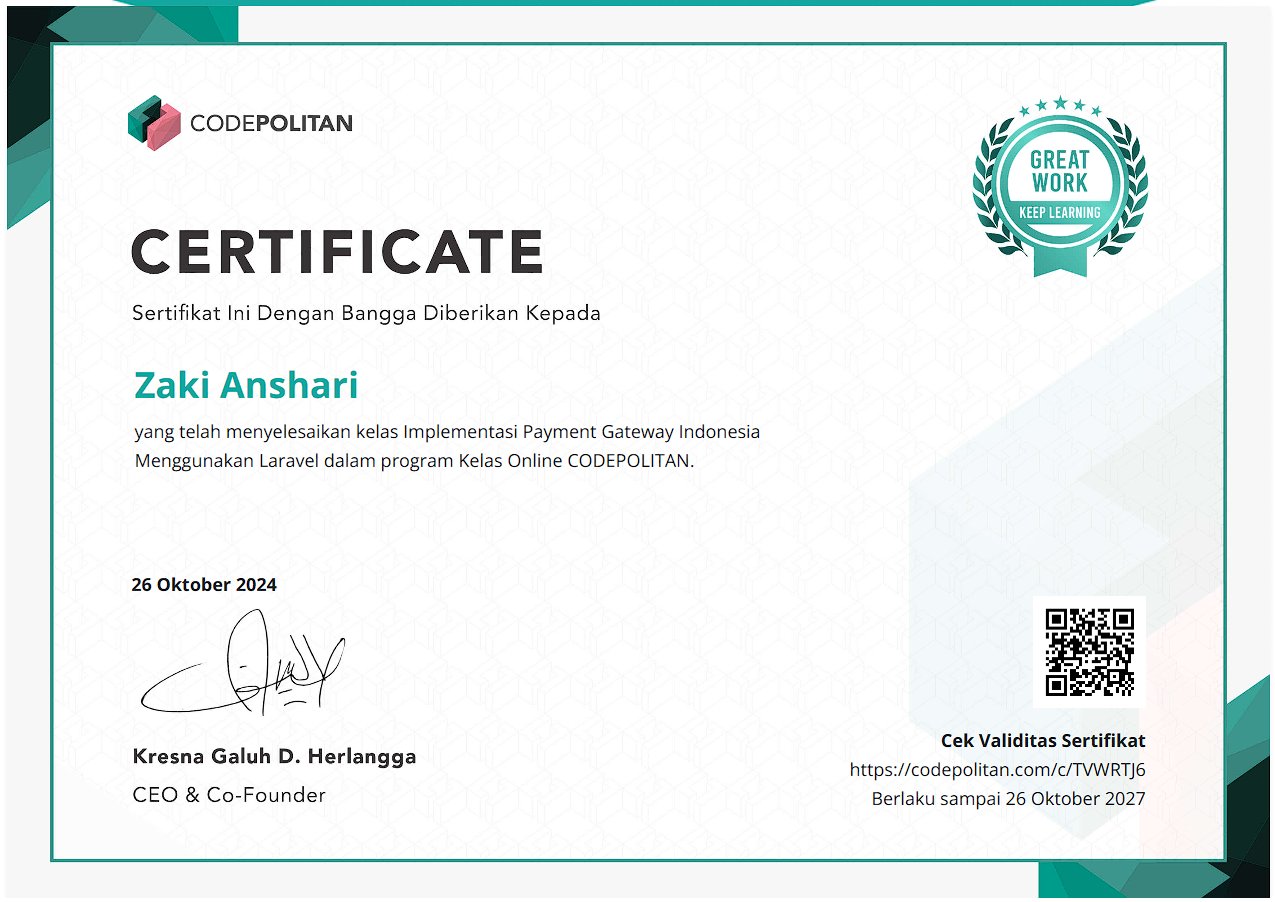 CODEPOLITAN
GREAT
WORK
KEEP LEARNING
CERTIFICATE
Sertifikat Ini Dengan Bangga Diberikan Kepada
Zaki Anshari
yang telah menyelesaikan kelas Implementasi Payment Gateway Indonesia
Menggunakan Laravel dalam program Kelas Online CODEPOLITAN.
26 Oktober 2024
Kresna Galuh D. Herlangga
CEO & Co-Founder
Cek Validitas Sertifikat
https://codepolitan.com/c/TVWRTJ6
Berlaku sampai 26 Oktober 2027